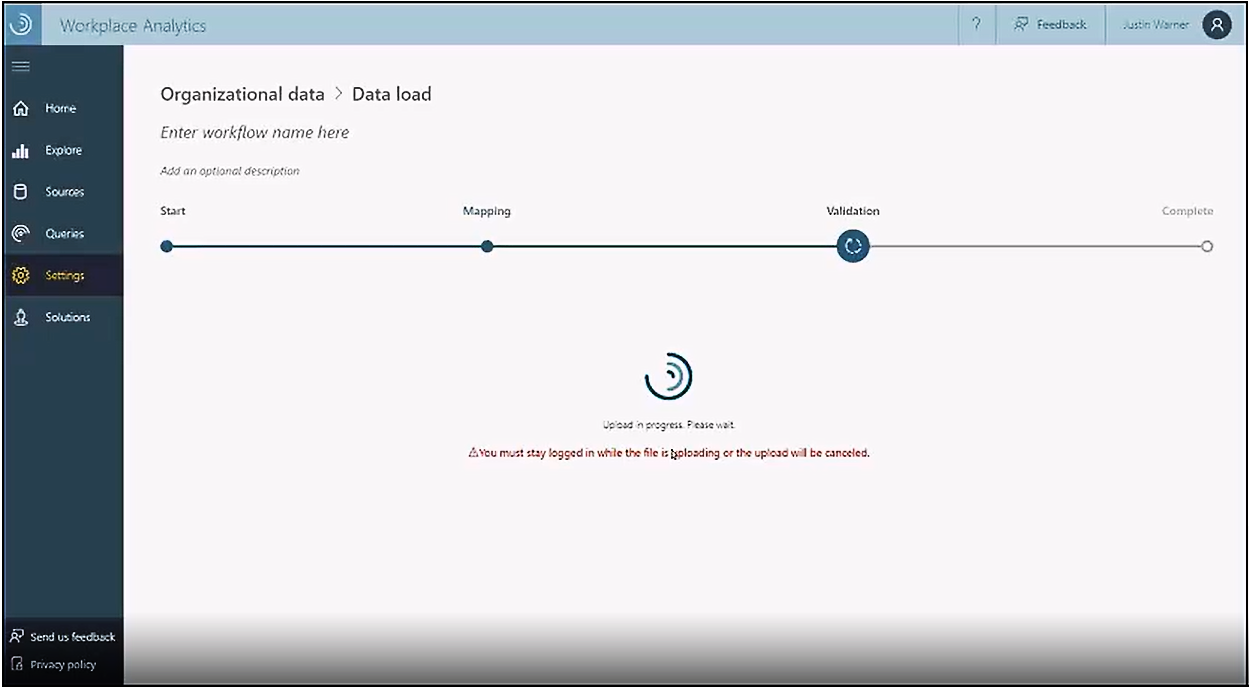 Workplace Analytics
?
Feedback
Justin Warner
Home
Explore
Sources
Queries
Settings
Solutions
Send us feedback
Privacy policy
Organizational data > Data load
Enter workflow name here
Add an optional description
Start Mapping Validation Complete
Upload in progress. Please wait.
⚠You must stay logged in while the file is uploading or the upload will be canceled.